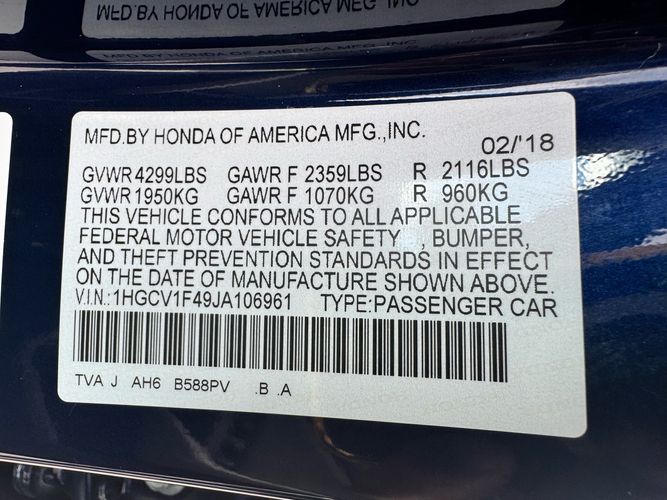 MFD.BY HONDA OF AMERICA MFG.,INC.
02/'18
GVWR 4299LBS GAWR F 2359LBS R 2116LBS
GVWR 1950KG GAWR F 1070KG R 960KG
THIS VEHICLE CONFORMS TO ALL APPLICABLE
FEDERAL MOTOR VEHICLE SAFETY , BUMPER,
AND THEFT PREVENTION STANDARDS IN EFFECT
ON THE DATE OF MANUFACTURE SHOWN ABOVE.
V.I.N.:1HGCV1F49JA106961 TYPE:PASSENGER CAR
TVA J AH6 B588PV .B .A